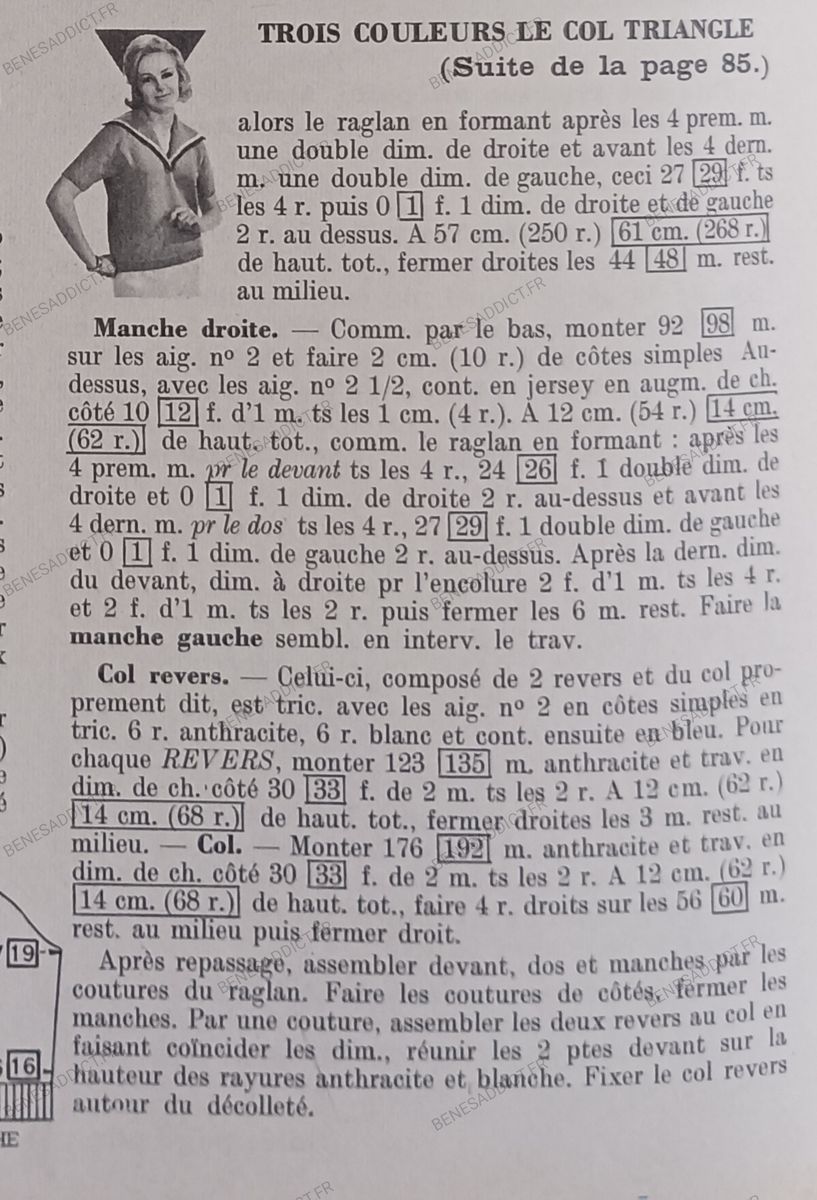 TROIS COULEURS LE COL TRIANGLE
(Suite de la page 85.)
alors le raglan en formant après les 4 prem. m.
une double dim. de droite et avant les 4 dern.
m. une double dim. de gauche, ceci 27 29 f. ts
les 4 r. puis 0 1 f. 1 dim. de droite et de gauche
2 r. au dessus. A 57 cm. (250 r.) 61 cm. (268 r.)
de haut. tot., fermer droites les 44 48 m. rest.
au milieu.
Manche droite. — Comm. par le bas, monter 92 98 m.
sur les aig. nº 2 et faire 2 cm. (10 r.) de côtes simples Au-
dessus, avec les aig. nº 2 1/2, cont. en jersey en augm. de ch.
côté 10 12 f. d'1 m. ts les 1 cm. (4 r.). A 12 cm. (54 r.) 14 cm.
(62 r.) de haut. tot., comm. le raglan en formant : après les
4 prem. m. pr le devant ts les 4 r., 24 26 f. 1 double dim. de
droite et 0 1 f. 1 dim. de droite 2 r. au-dessus et avant les
4 dern. m. pr le dos ts les 4 r., 27 29 f. 1 double dim. de gauche
et 0 1 f. 1 dim. de gauche 2 r. au-dessus. Après la dern. dim.
du devant, dim. à droite pr l'encolure 2 f. d'1 m. ts les 4 r.
et 2 f. d'1 m. ts les 2 r. puis fermer les 6 m. rest. Faire la
manche gauche sembl. en interv. le trav.
Col revers. — Celui-ci, composé de 2 revers et du col pro-
prement dit, est tric. avec les aig. nº 2 en côtes simples en
tric. 6 r. anthracite, 6 r. blanc et cont. ensuite en bleu. Pour
chaque REVERS, monter 123 135 m. anthracite et trav. en
dim. de ch. côté 30 33 f. de 2 m. ts les 2 r. A 12 cm. (62 r.)
14 cm. (68 r.) de haut. tot., fermer droites les 3 m. rest. au
milieu. — Col. — Monter 176 192 m. anthracite et trav. en
dim. de ch. côté 30 33 f. de 2 m. ts les 2 r. A 12 cm. (62 r.)
14 cm. (68 r.) de haut. tot., faire 4 r. droits sur les 56 60 m.
rest. au milieu puis fermer droit.
Après repassage, assembler devant, dos et manches par les
coutures du raglan. Faire les coutures de côtés, fermer les
manches. Par une couture, assembler les deux revers au col en
faisant coïncider les dim., réunir les 2 ptes devant sur la
hauteur des rayures anthracite et blanche. Fixer le col revers
autour du décolleté.
19
16
BENESADDICT.FR